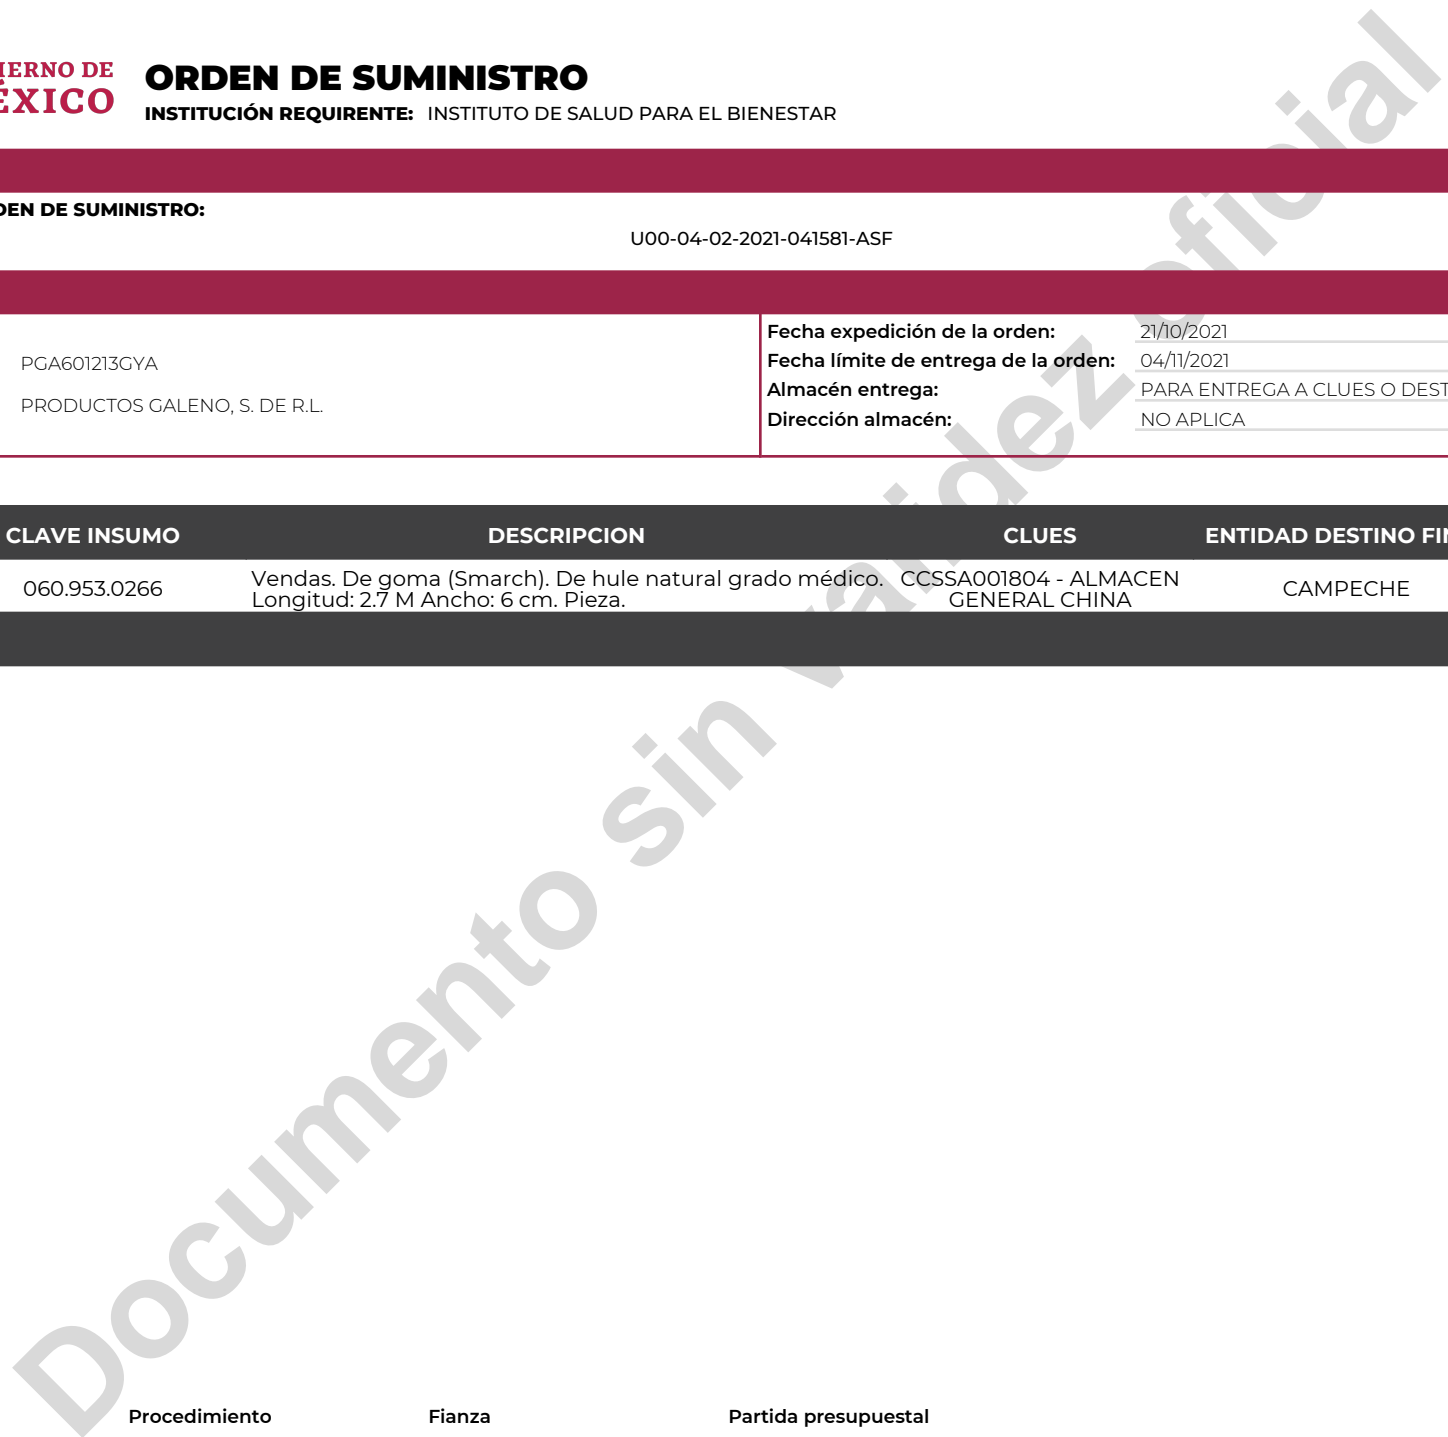 IERNO DE
ÉXICO
ORDEN DE SUMINISTRO
INSTITUCIÓN REQUIRENTE: INSTITUTO DE SALUD PARA EL BIENESTAR
DEN DE SUMINISTRO:
U00-04-02-2021-041581-ASF
PGA601213GYA
PRODUCTOS GALENO, S. DE R.L.
Fecha expedición de la orden: 21/10/2021
Fecha límite de entrega de la orden: 04/11/2021
Almacén entrega: PARA ENTREGA A CLUES O DEST
Dirección almacén: NO APLICA
CLAVE INSUMO DESCRIPCION CLUES ENTIDAD DESTINO FIN
060.953.0266 Vendas. De goma (Smarch). De hule natural grado médico. CCSSA001804 - ALMACEN CAMPECHE
Longitud: 2.7 M Ancho: 6 cm. Pieza. GENERAL CHINA
Documento sin validez oficial
Procedimiento Fianza Partida presupuestal